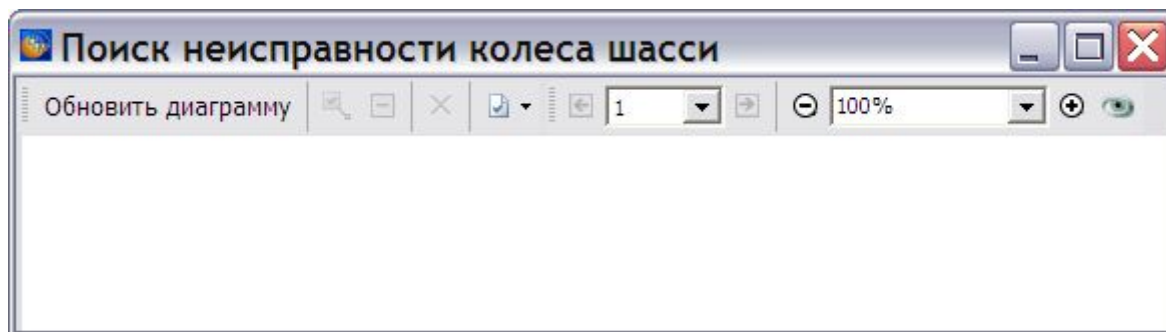 Поиск неисправности колеса шасси
Обновить диаграмму 1 100%